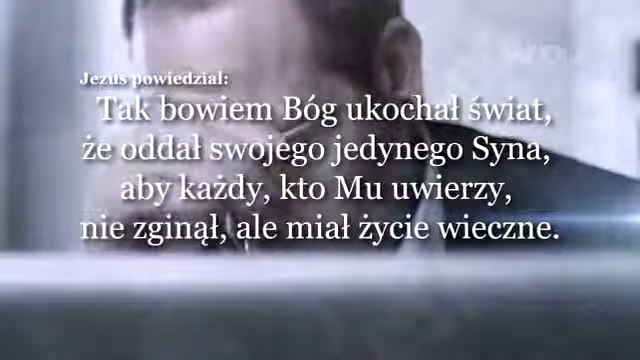 Jezus powiedział:
Tak bowiem Bóg ukochał świat,
że oddał swojego jedynego Syna,
aby każdy, kto Mu uwierzy,
nie zginął, ale miał życie wieczne.